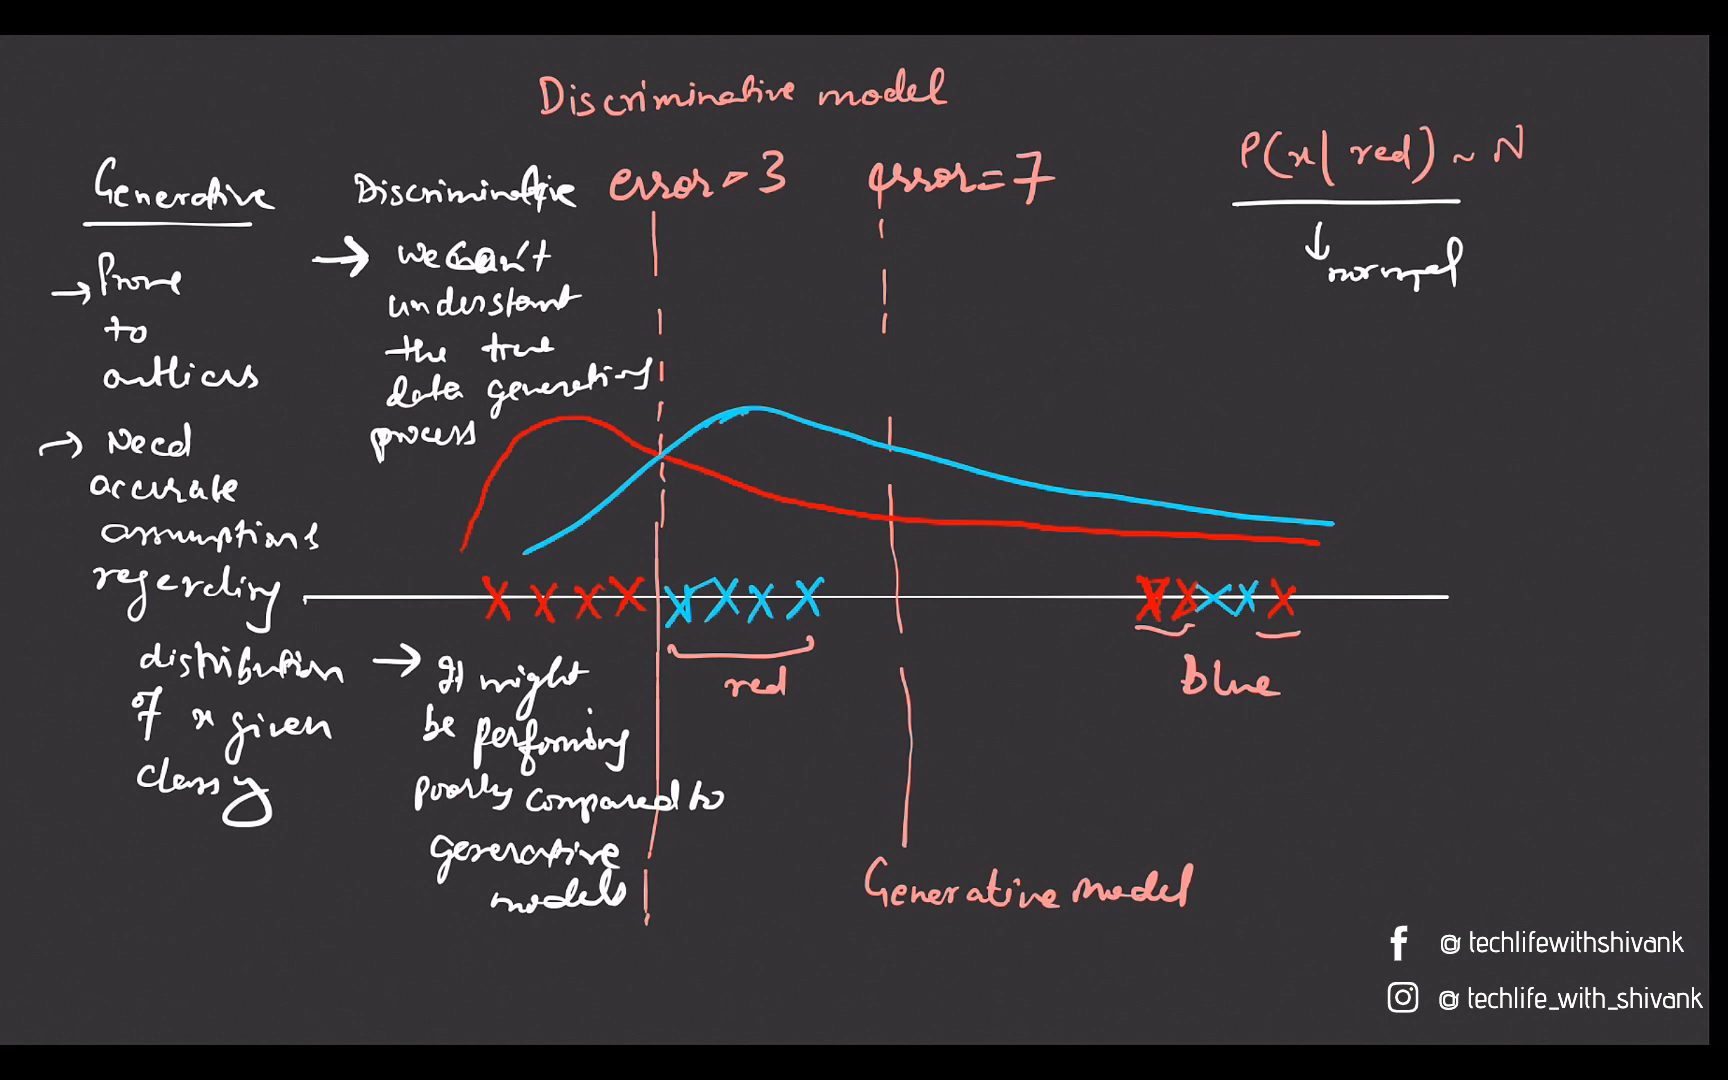 Discriminative model
error = 3
error = 7
P(x| red) ~ N
normal
Generative
→ Prone
to
outliers
→ Need
accurate
assumptions
regarding
distribution
of x given
class y
Discriminative
→ We can't
understant
the true
data generating
process
→ It might
be performing
poorly compared to
generative
models
red
Blue
Generative model
@ techlifewithshivank
@ techlife_with_shivank